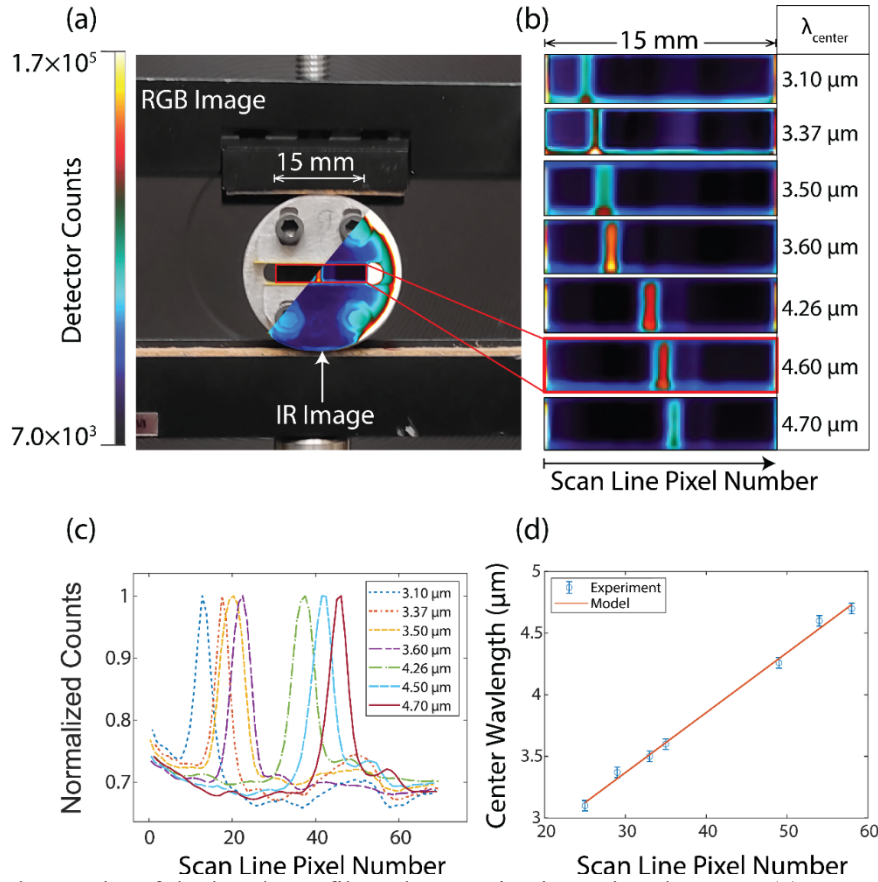 (a)
1.7×10⁵
Detector Counts
7.0×10³
RGB Image
15 mm
IR Image
(b)
15 mm
λcenter
3.10 µm
3.37 µm
3.50 µm
3.60 µm
4.26 µm
4.60 µm
4.70 µm
Scan Line Pixel Number
(c)
Normalized Counts
1
0.9
0.8
0.7
3.10 µm
3.37 µm
3.50 µm
3.60 µm
4.26 µm
4.50 µm
4.70 µm
0 20 40 60
Scan Line Pixel Number
(d)
Center Wavlength (µm)
5
4.5
4
3.5
3
Experiment
Model
20 30 40 50 60
Scan Line Pixel Number